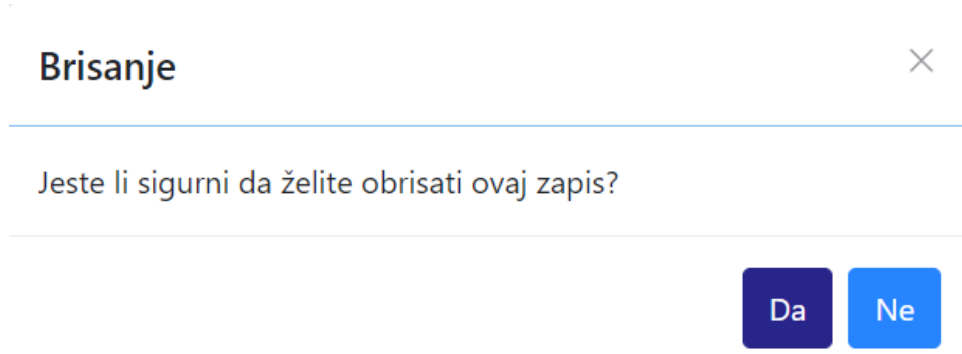 Brisanje
Jeste li sigurni da želite obrisati ovaj zapis?
Da Ne